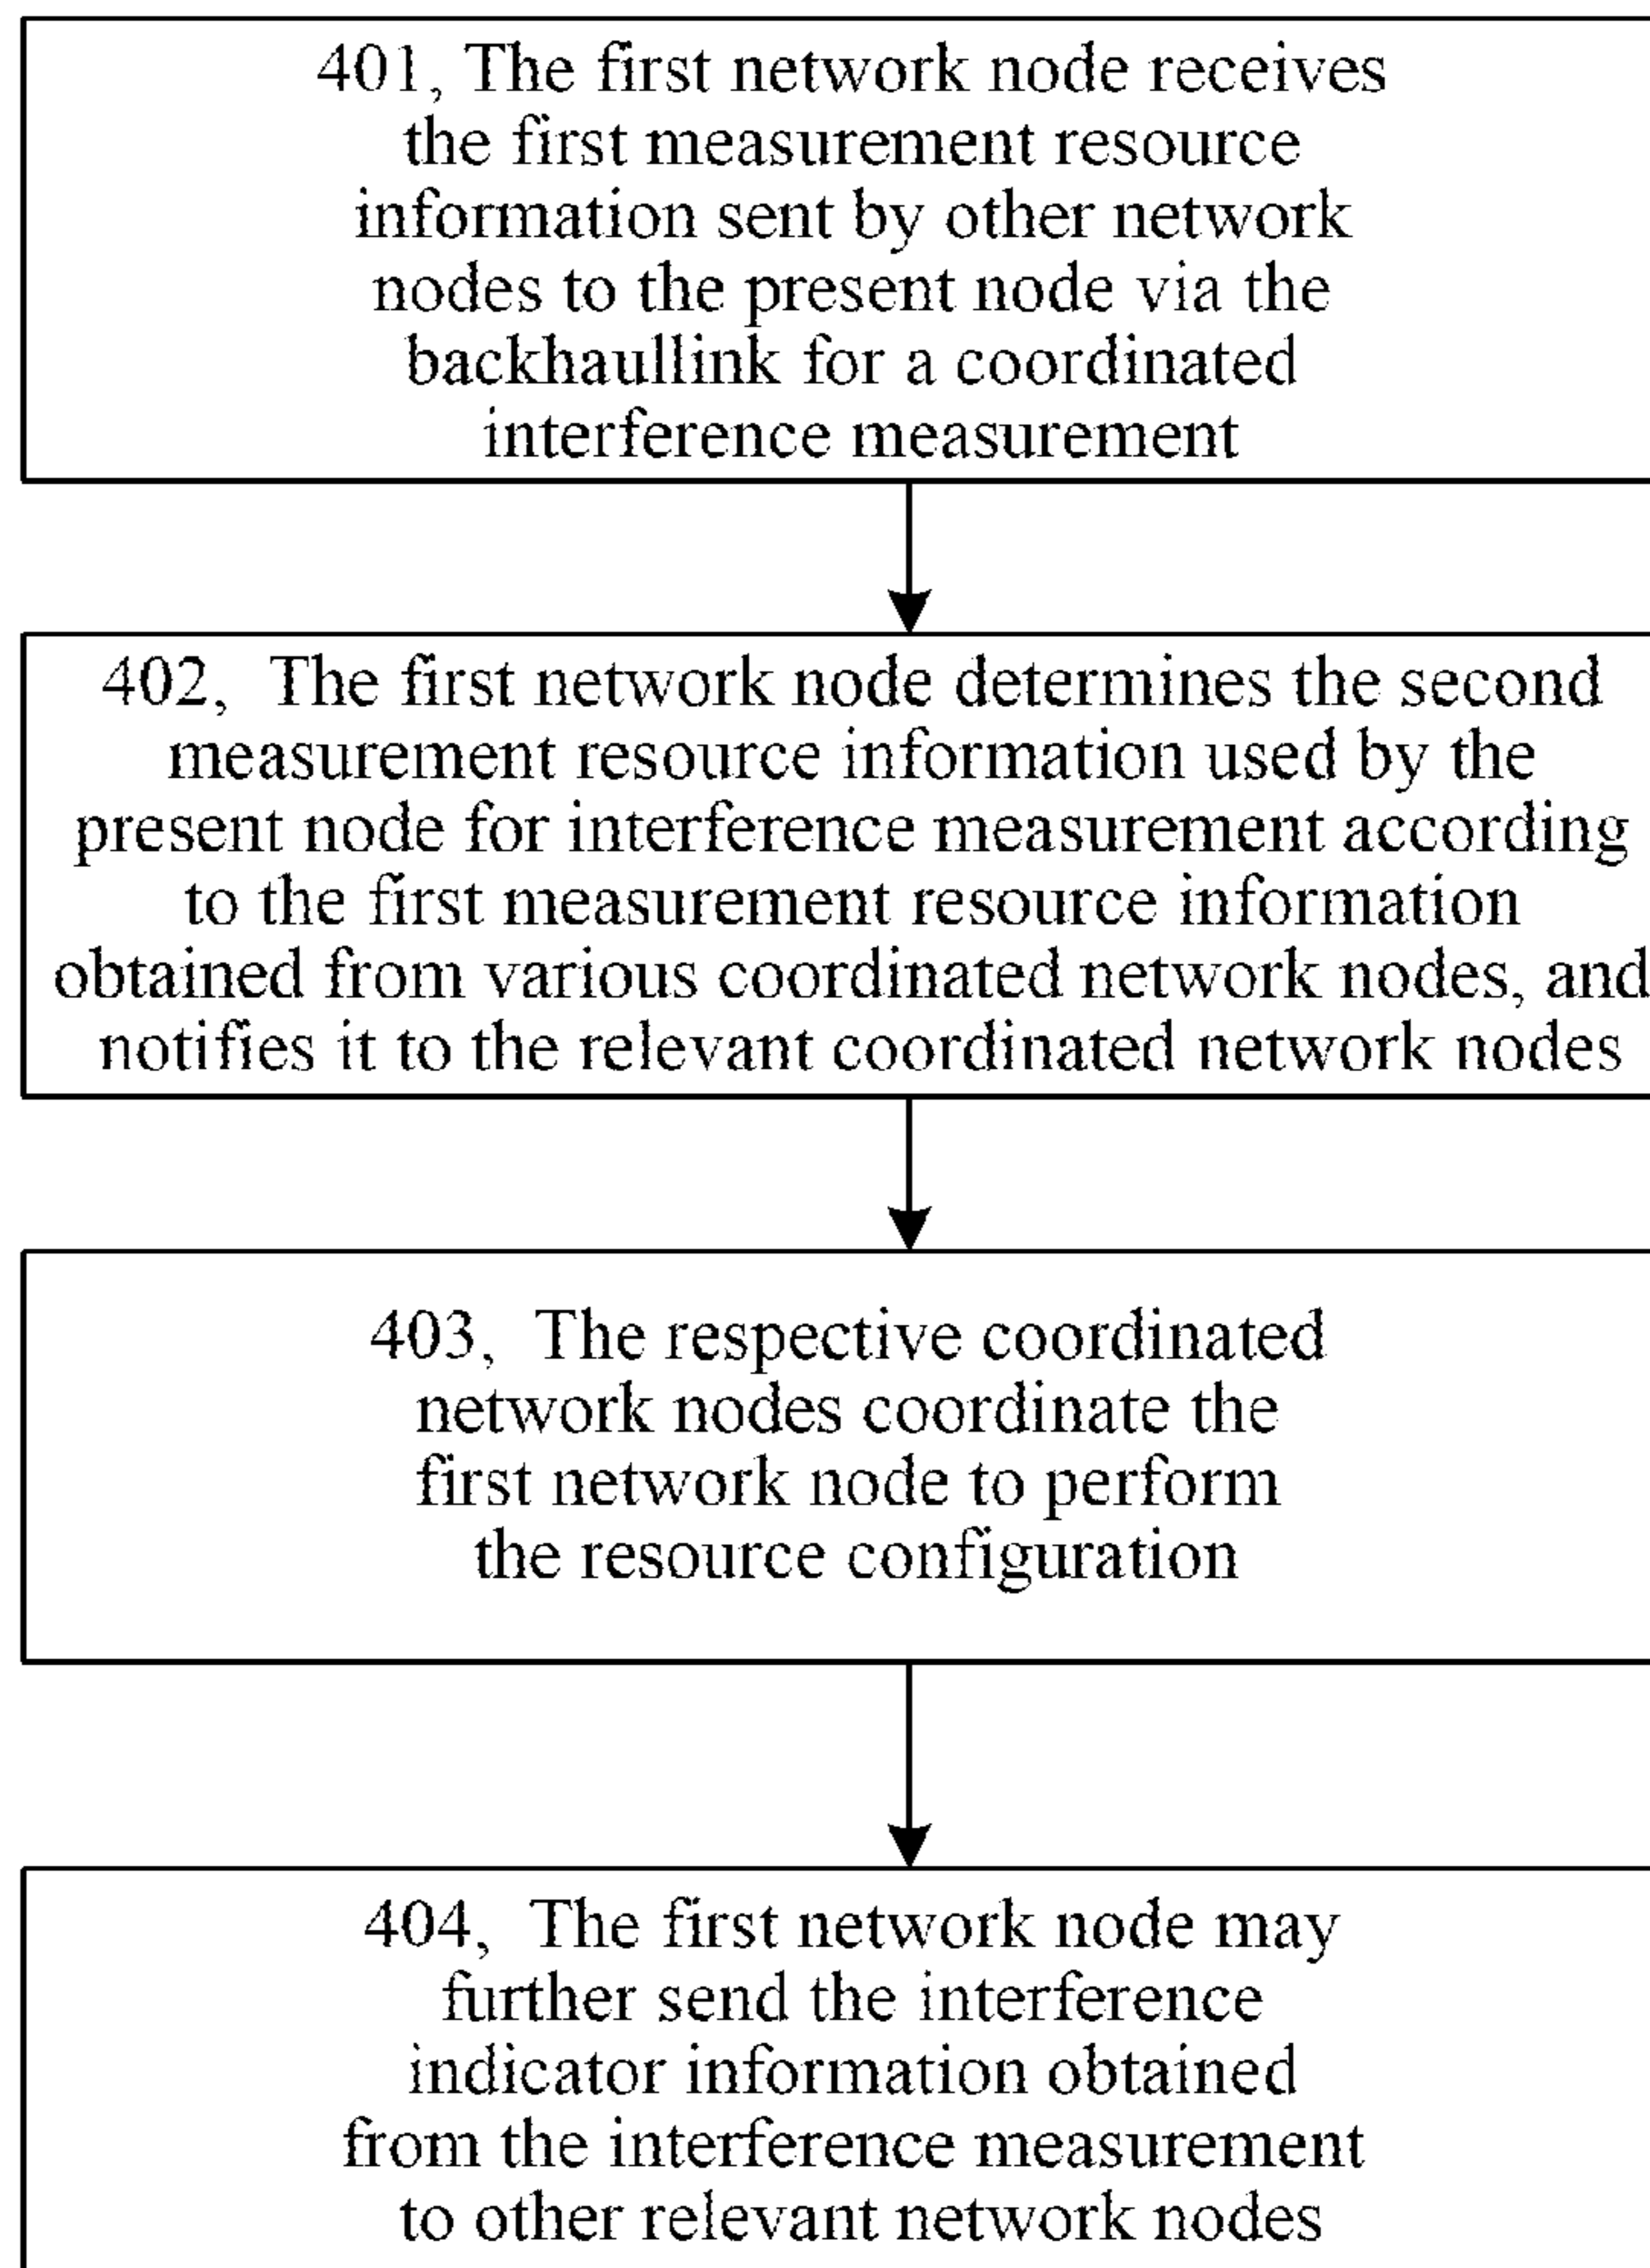 401, The first network node receives
the first measurement resource
information sent by other network
nodes to the present node via the
backhaullink for a coordinated
interference measurement
402, The first network node determines the second
measurement resource information used by the
present node for interference measurement according
to the first measurement resource information
obtained from various coordinated network nodes, and
notifies it to the relevant coordinated network nodes
403, The respective coordinated
network nodes coordinate the
first network node to perform
the resource configuration
404, The first network node may
further send the interference
indicator information obtained
from the interference measurement
to other relevant network nodes